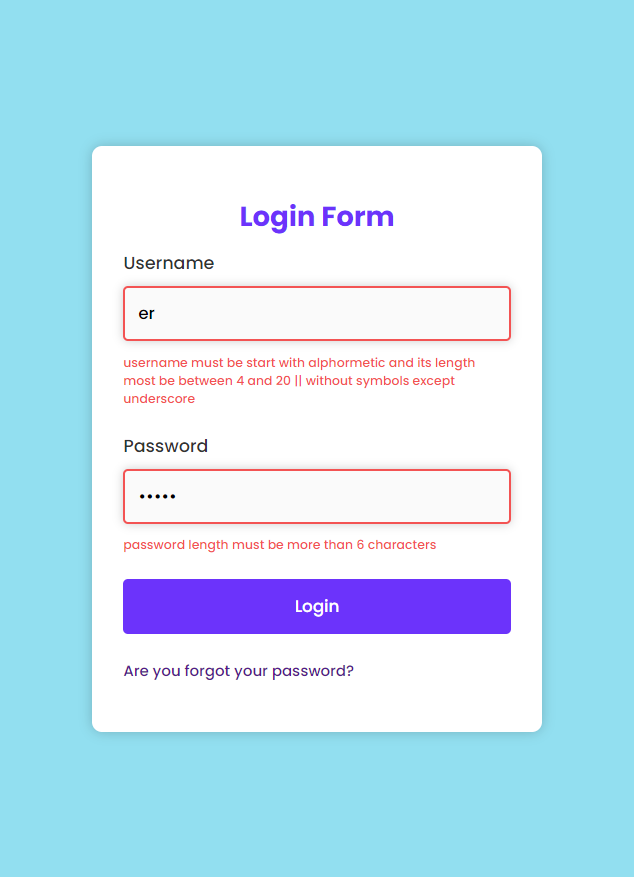 Login Form
Username
er
username must be start with alphormetic and its length
most be between 4 and 20 || without symbols except
underscore
Password
•••••
password length must be more than 6 characters
Login
Are you forgot your password?